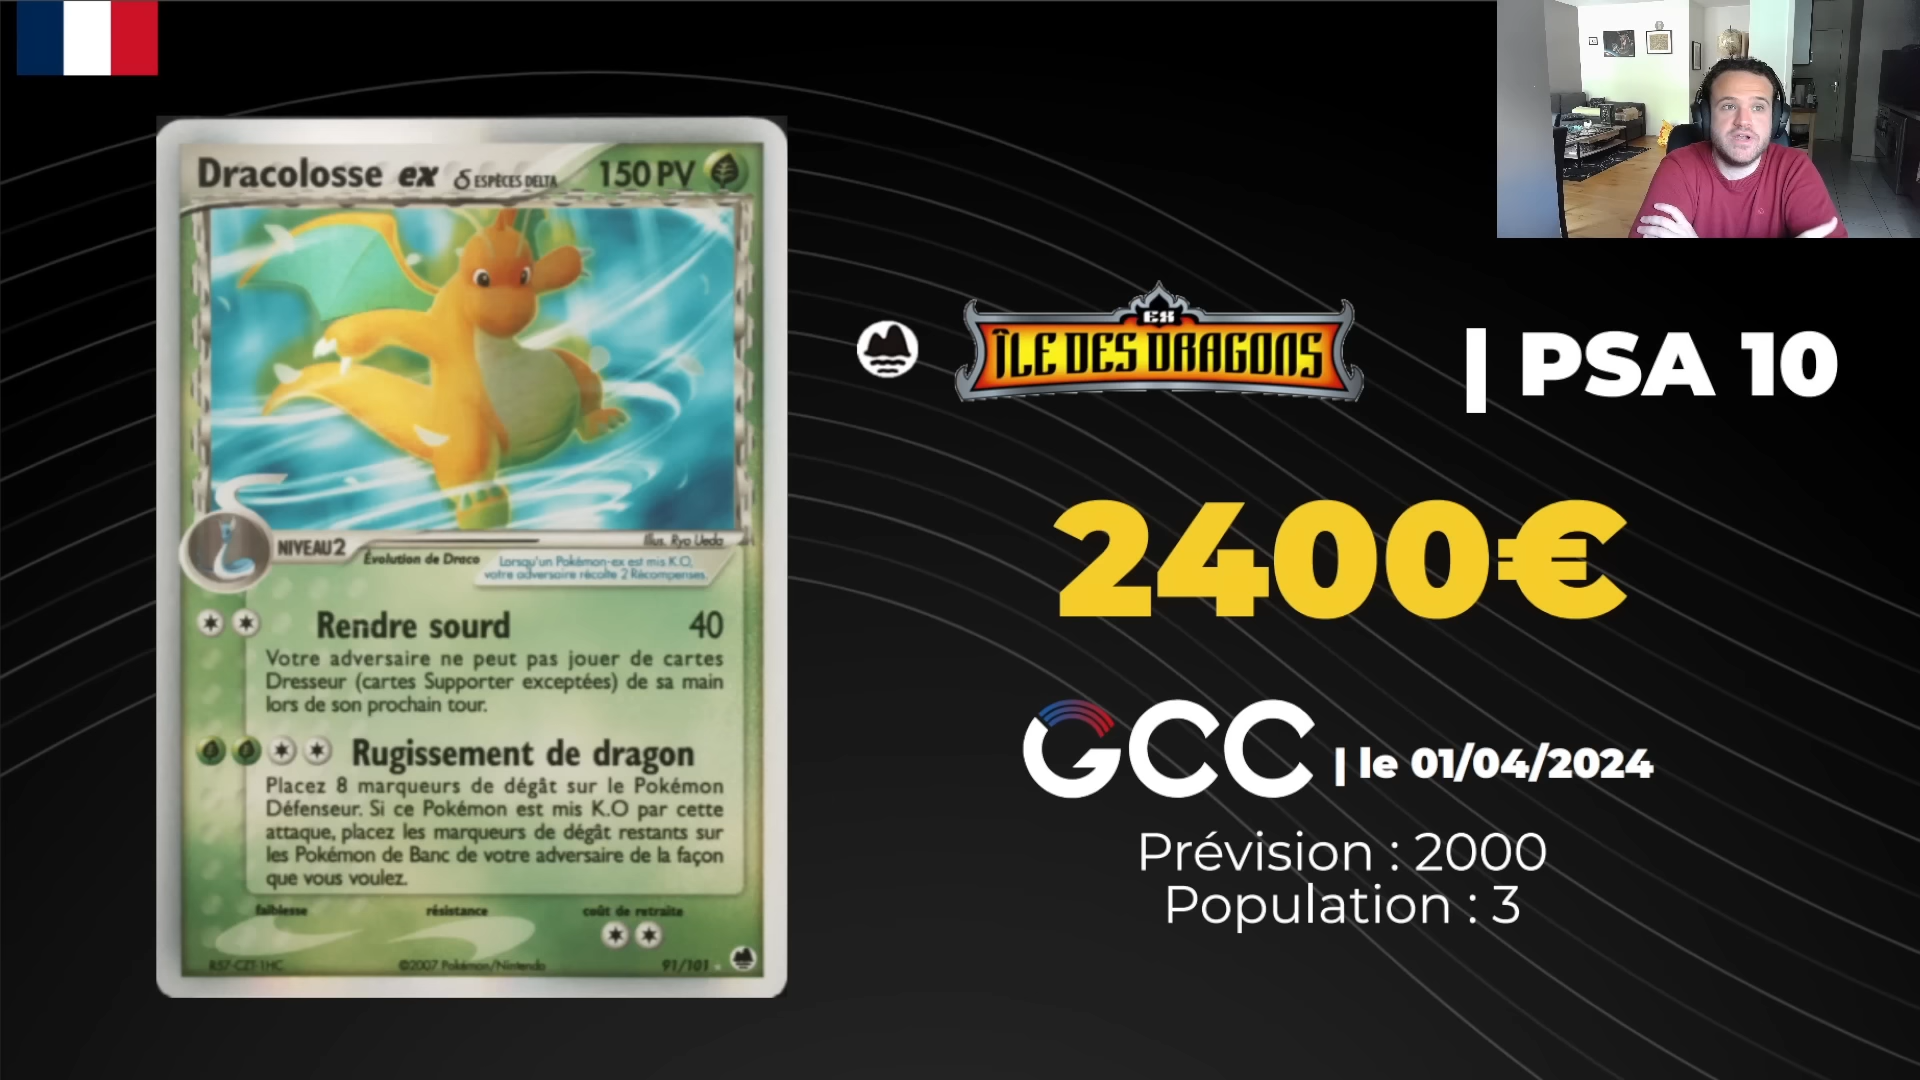 Dracolosse ex δ ESPÈCES DELTA 150 PV
NIVEAU 2
Évolution de Draco
Illus. Ryo Ueda
Lorsqu'un Pokémon-ex est mis K.O,
votre adversaire récolte 2 Récompenses.
Rendre sourd 40
Votre adversaire ne peut pas jouer de cartes
Dresseur (cartes Supporter exceptées) de sa main
lors de son prochain tour.
Rugissement de dragon
Placez 8 marqueurs de dégât sur le Pokémon
Défenseur. Si ce Pokémon est mis K.O par cette
attaque, placez les marqueurs de dégât restants sur
les Pokémon de Banc de votre adversaire de la façon
que vous voulez.
faiblesse résistance coût de retraite
©2007 Pokémon/Nintendo 91/101
EX
ÎLE DES DRAGONS
| PSA 10
2400€
GCC | le 01/04/2024
Prévision : 2000
Population : 3